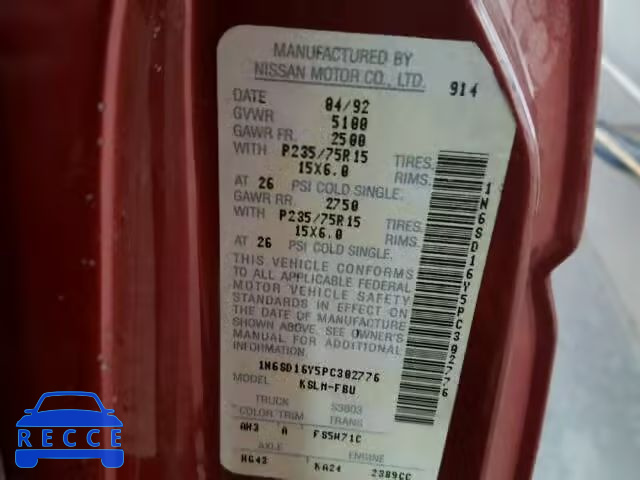 MANUFACTURED BY
NISSAN MOTOR CO., LTD.
914
DATE 04/92
GVWR 5100
GAWR FR. 2500
WITH P235/75R15 TIRES.
15X6.0 RIMS.
AT 26 PSI COLD SINGLE.
GAWR RR. 2750
WITH P235/75R15 TIRES.
15X6.0 RIMS.
AT 26 PSI COLD SINGLE.
THIS VEHICLE CONFORMS
TO ALL APPLICABLE FEDERAL
MOTOR VEHICLE SAFETY
STANDARDS IN EFFECT ON
THE DATE OF MANUFACTURE
SHOWN ABOVE. SEE OWNER'S
MANUAL FOR MORE INFORMATION.
1N6SD16Y5PC302776
MODEL KSLM-FBU
TRUCK S3803
COLOR TRIM TRANS
AH3 A FS5W71C
AXLE ENGINE
HG43 KA24 2389CC
1N6SD16Y5PC302776
RECCE